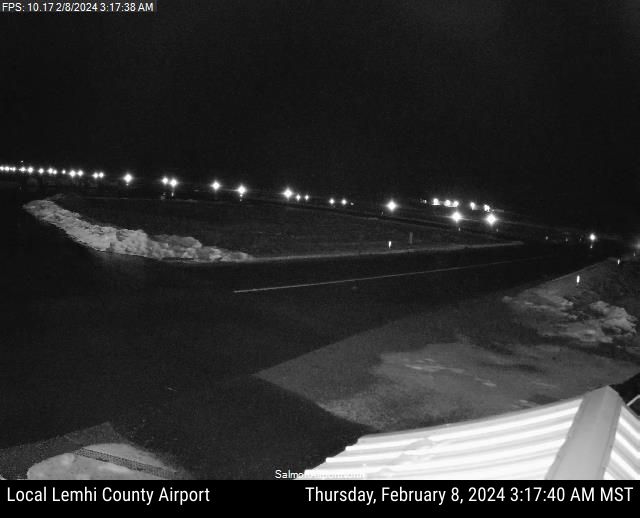 FPS: 10.17 2/8/2024 3:17:38 AM
Local Lemhi County Airport
Thursday, February 8, 2024 3:17:40 AM MST